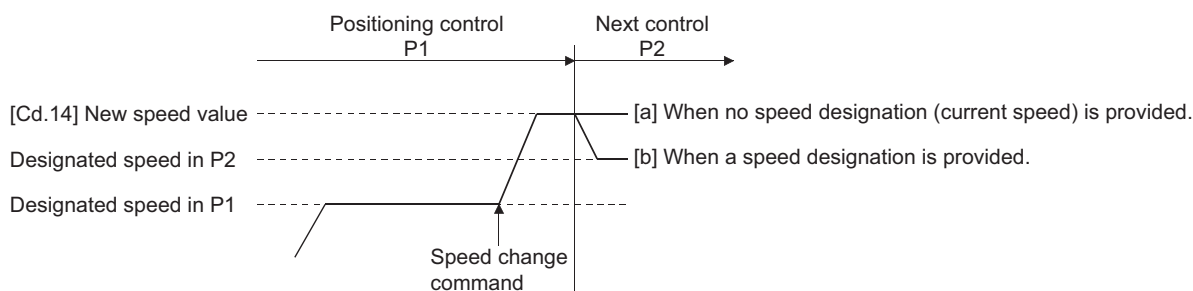 Positioning control
P1
Next control
P2
[Cd.14] New speed value
[a] When no speed designation (current speed) is provided.
Designated speed in P2
[b] When a speed designation is provided.
Designated speed in P1
Speed change
command